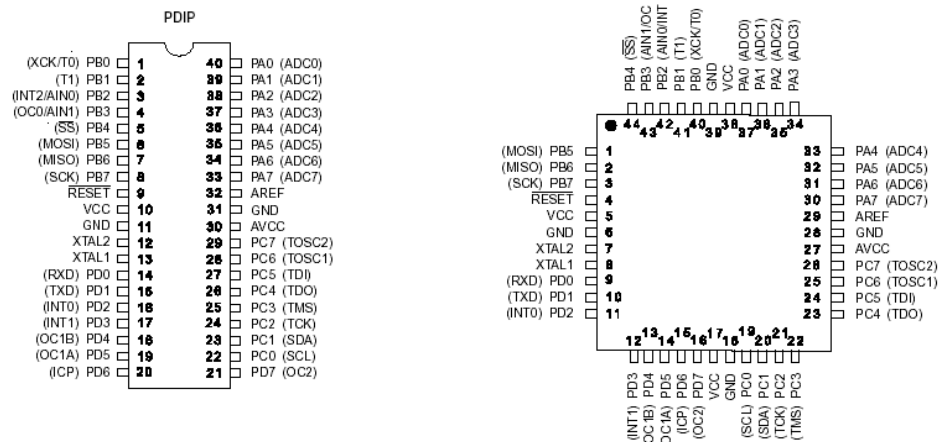 PDIP
(XCK/T0) PB0 1 40 PA0 (ADC0)
(T1) PB1 2 39 PA1 (ADC1)
(INT2/AIN0) PB2 3 38 PA2 (ADC2)
(OC0/AIN1) PB3 4 37 PA3 (ADC3)
(SS) PB4 5 36 PA4 (ADC4)
(MOSI) PB5 6 35 PA5 (ADC5)
(MISO) PB6 7 34 PA6 (ADC6)
(SCK) PB7 8 33 PA7 (ADC7)
RESET 9 32 AREF
VCC 10 31 GND
GND 11 30 AVCC
XTAL2 12 29 PC7 (TOSC2)
XTAL1 13 28 PC6 (TOSC1)
(RXD) PD0 14 27 PC5 (TDI)
(TXD) PD1 15 26 PC4 (TDO)
(INT0) PD2 16 25 PC3 (TMS)
(INT1) PD3 17 24 PC2 (TCK)
(OC1B) PD4 18 23 PC1 (SDA)
(OC1A) PD5 19 22 PC0 (SCL)
(ICP) PD6 20 21 PD7 (OC2)
PB4 (SS)
PB3 (AIN1/OC
PB2 (AIN0/INT
PB1 (T1)
PB0 (XCK/T0)
GND
VCC
PA0 (ADC0)
PA1 (ADC1)
PA2 (ADC2)
PA3 (ADC3)
44 43 42 41 40 39 38 37 36 35 34
(MOSI) PB5 1 33 PA4 (ADC4)
(MISO) PB6 2 32 PA5 (ADC5)
(SCK) PB7 3 31 PA6 (ADC6)
RESET 4 30 PA7 (ADC7)
VCC 5 29 AREF
GND 6 28 GND
XTAL2 7 27 AVCC
XTAL1 8 26 PC7 (TOSC2)
(RXD) PD0 9 25 PC6 (TOSC1)
(TXD) PD1 10 24 PC5 (TDI)
(INT0) PD2 11 23 PC4 (TDO)
12 13 14 15 16 17 18 19 20 21 22
(INT1) PD3
OC1B) PD4
OC1A) PD5
(ICP) PD6
(OC2) PD7
VCC
GND
(SCL) PC0
(SDA) PC1
(TCK) PC2
(TMS) PC3